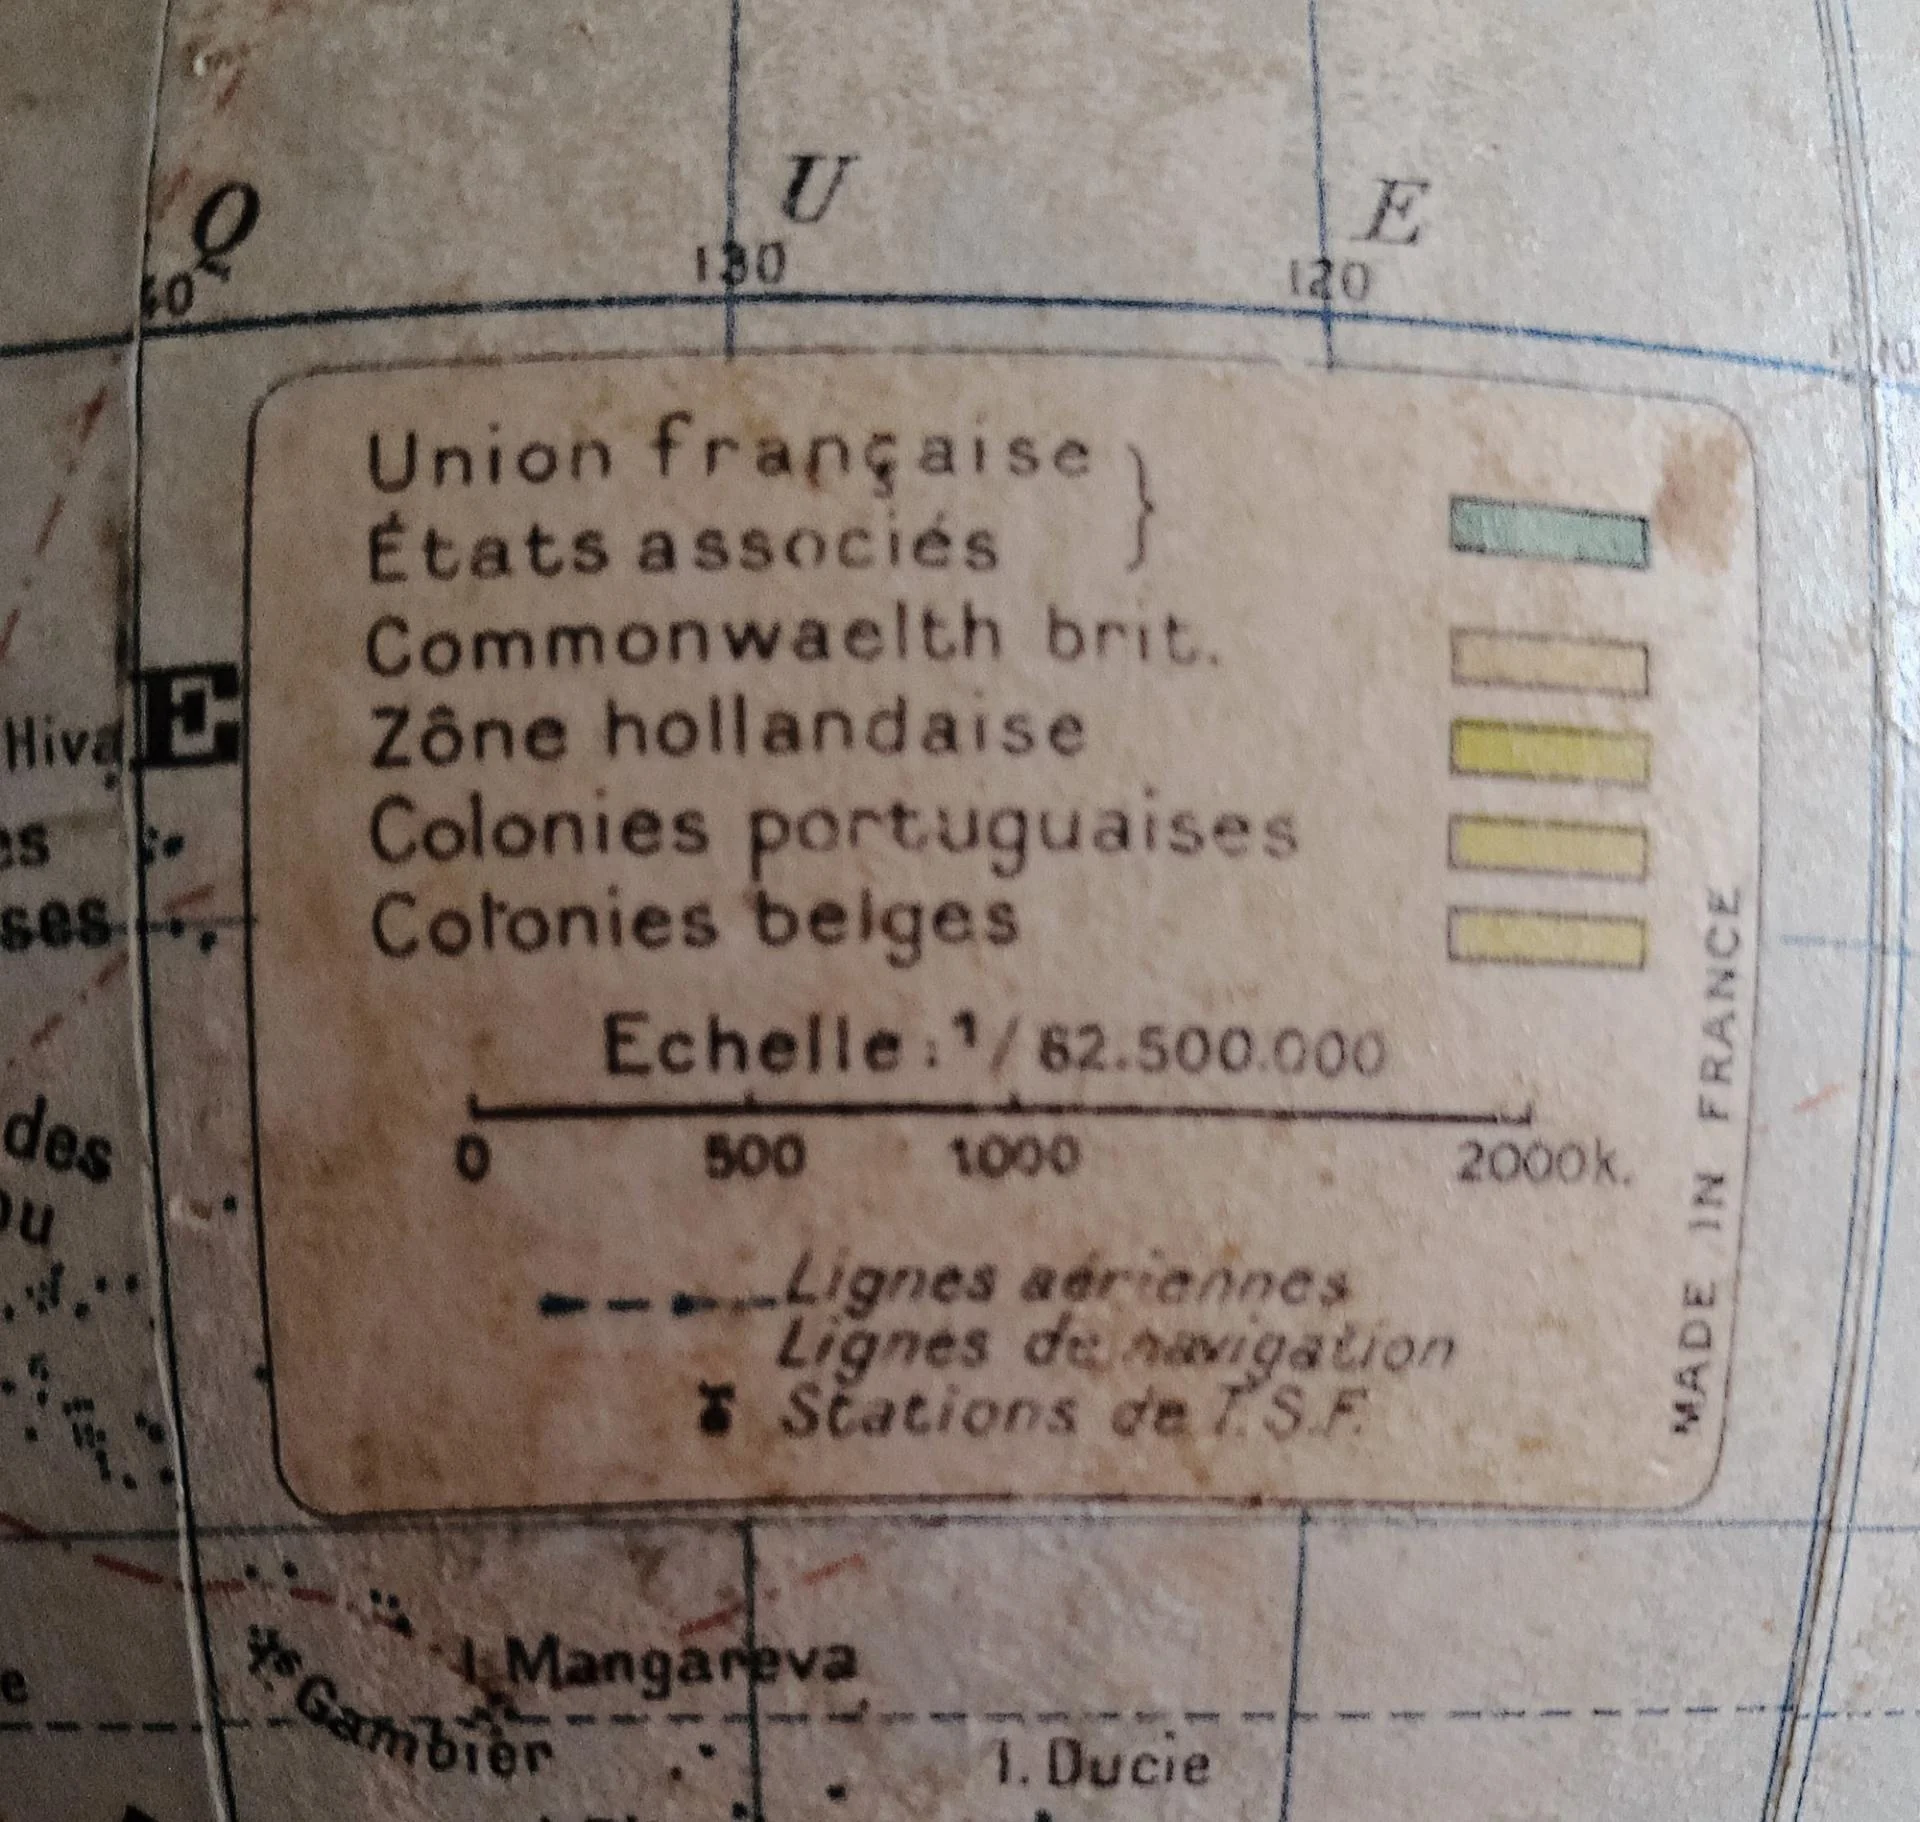 Q U E
130 120
Union française
États associés
Commonwaelth brit.
Zône hollandaise
Colonies portuguaises
Colonies belges
Echelle : 1/ 62.500.000
0 500 1000 2000k.
Lignes aériennes
Lignes de navigation
Stations de T.S.F.
MADE IN FRANCE
E
Hiva
des
I. Mangareva
Gambier
I. Ducie